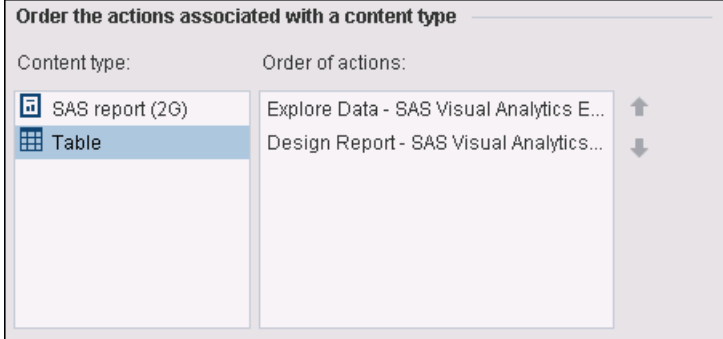 Order the actions associated with a content type
Content type:
Order of actions:
SAS report (2G)
Table
Explore Data - SAS Visual Analytics E...
Design Report - SAS Visual Analytics...